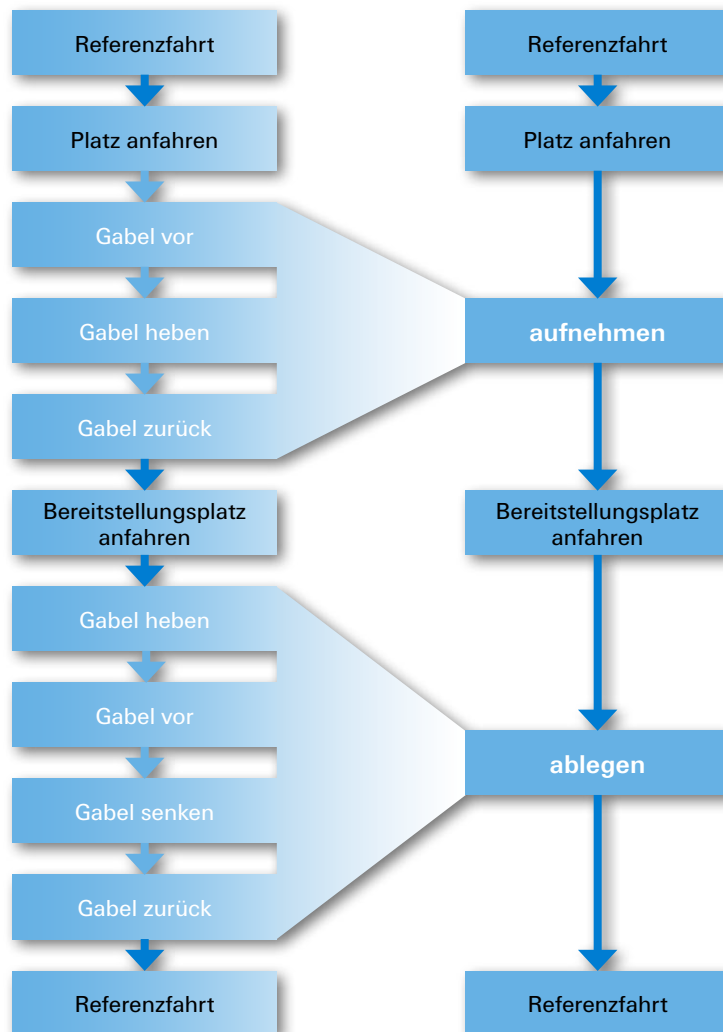 Referenzfahrt
Platz anfahren
Gabel vor
Gabel heben
Gabel zurück
Bereitstellungsplatz
anfahren
Gabel heben
Gabel vor
Gabel senken
Gabel zurück
Referenzfahrt
Referenzfahrt
Platz anfahren
aufnehmen
Bereitstellungsplatz
anfahren
ablegen
Referenzfahrt